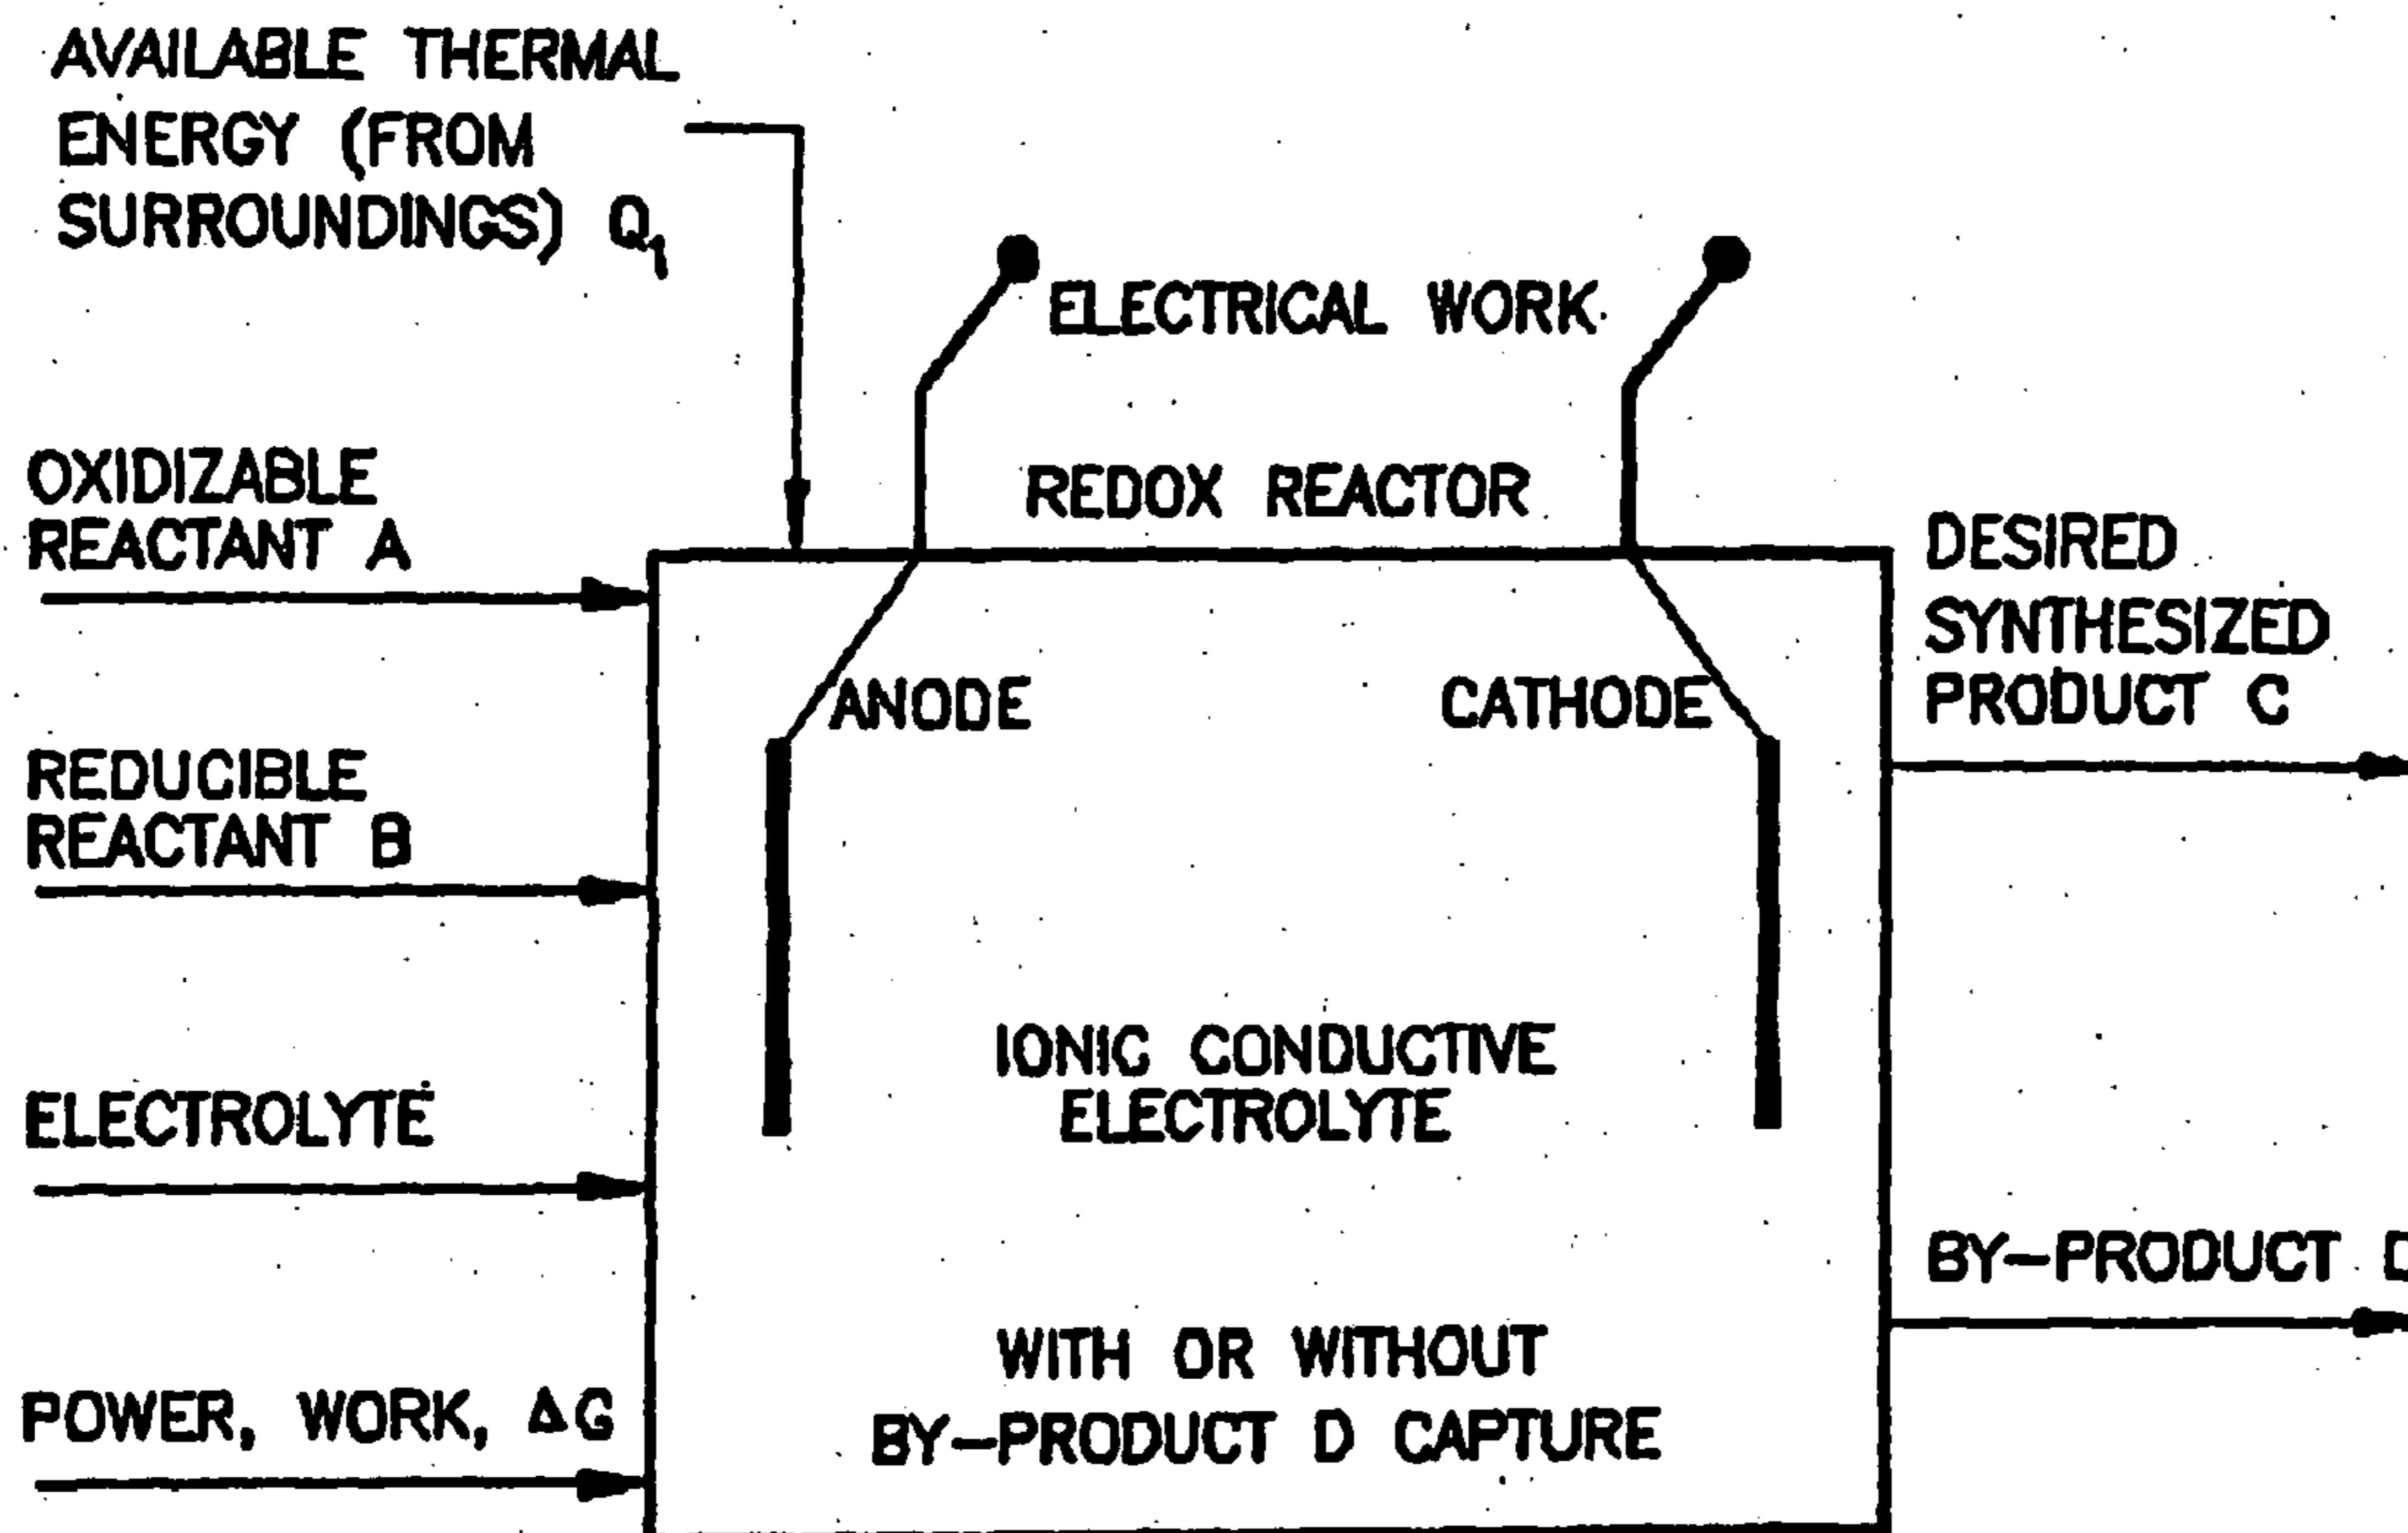 AVAILABLE THERMAL
ENERGY (FROM
SURROUNDINGS) Q1
ELECTRICAL WORK
REDOX REACTOR
OXIDIZABLE
REACTANT A
DESIRED
SYNTHESIZED
PRODUCT C
ANODE
CATHODE
REDUCIBLE
REACTANT B
IONIC CONDUCTIVE
ELECTROLYTE
ELECTROLYTE
BY-PRODUCT D
WITH OR WITHOUT
BY-PRODUCT D CAPTURE
POWER, WORK, ΔG